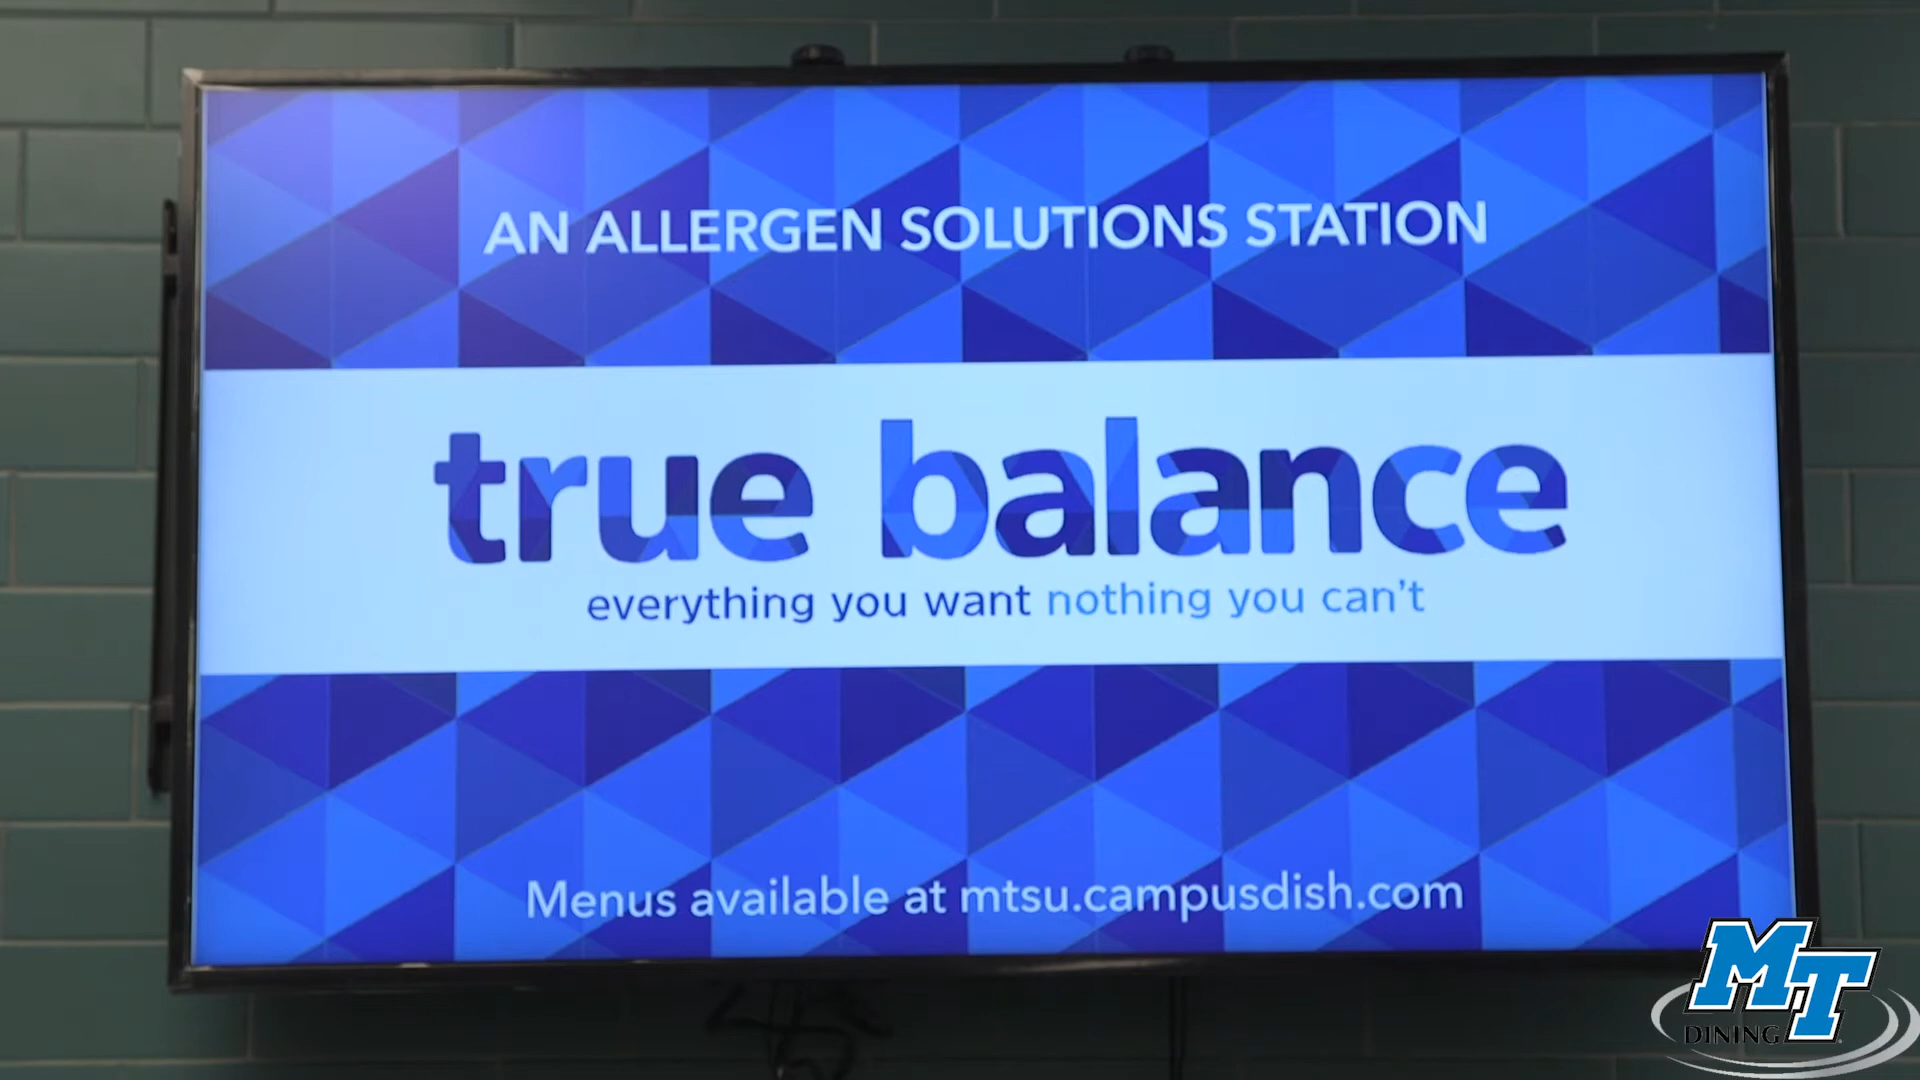 AN ALLERGEN SOLUTIONS STATION
true balance
everything you want nothing you can't
Menus available at mtsu.campusdish.com
MT
DINING